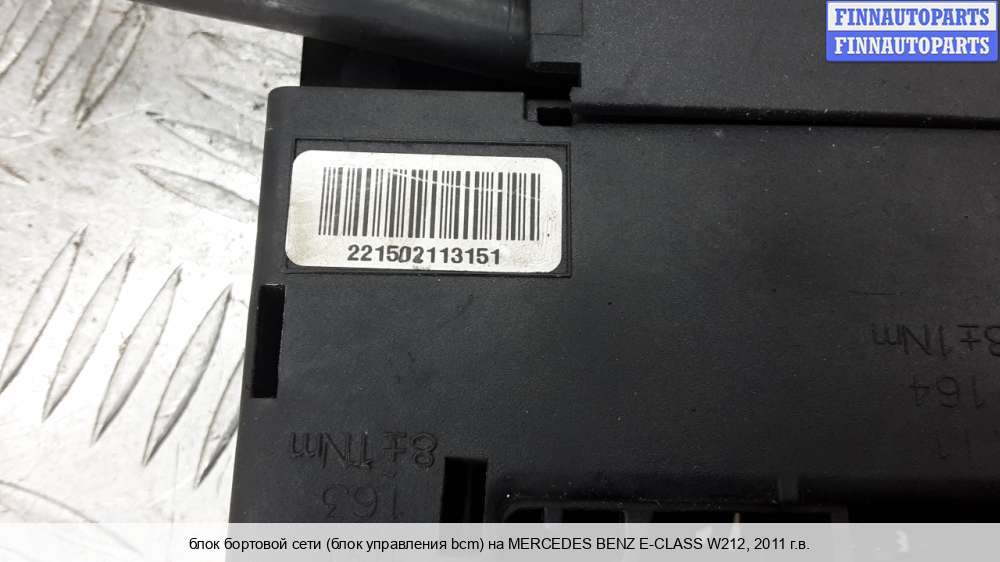 FINNAUTOPARTS
FINNAUTOPARTS
221502113151
8±1Nm
164
8±1Nm
163
блок бортовой сети (блок управления bcm) на MERCEDES BENZ E-CLASS W212, 2011 г.в.